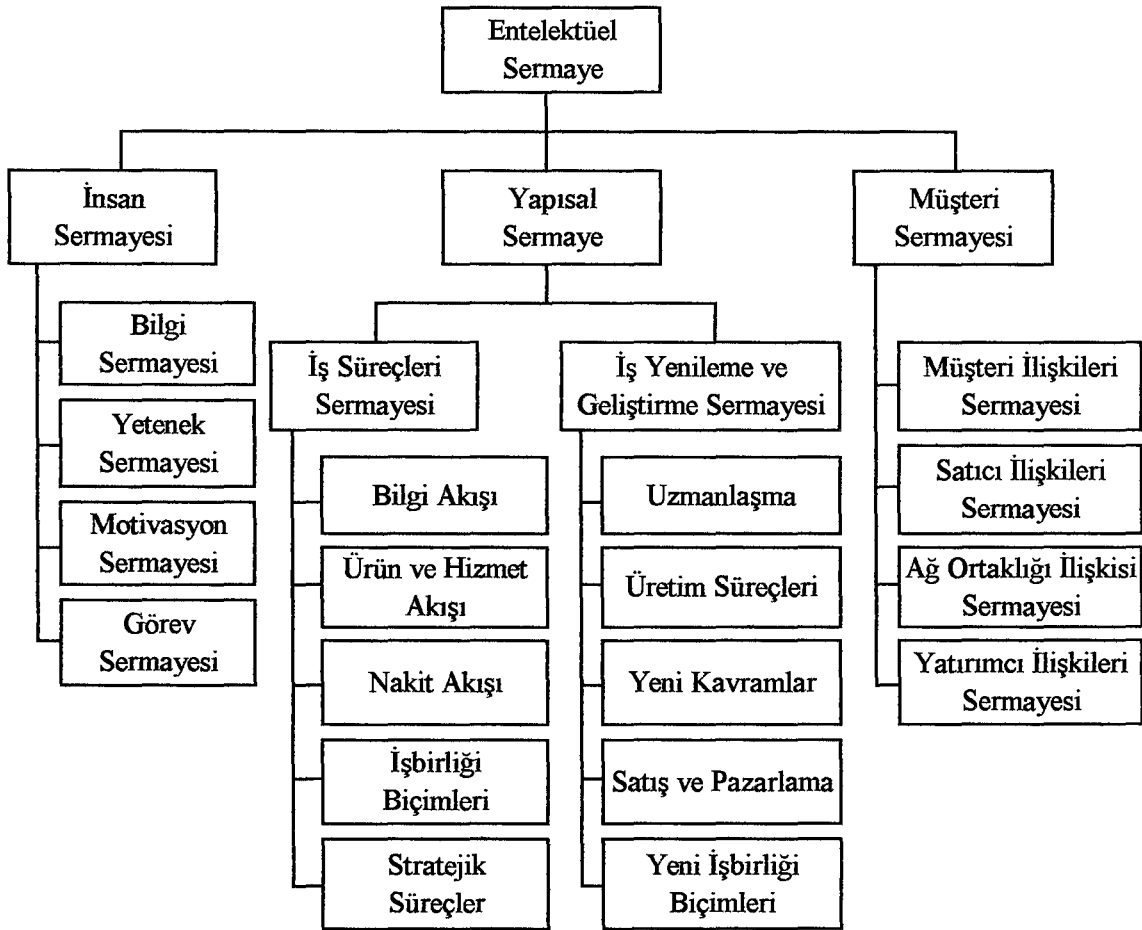 Entelektüel
Sermaye
İnsan
Sermayesi
Yapısal
Sermaye
Müşteri
Sermayesi
Bilgi
Sermayesi
Yetenek
Sermayesi
Motivasyon
Sermayesi
Görev
Sermayesi
İş Süreçleri
Sermayesi
Bilgi Akışı
Ürün ve Hizmet
Akışı
Nakit Akışı
İşbirliği
Biçimleri
Stratejik
Süreçler
İş Yenileme ve
Geliştirme Sermayesi
Uzmanlaşma
Üretim Süreçleri
Yeni Kavramlar
Satış ve Pazarlama
Yeni İşbirliği
Biçimleri
Müşteri İlişkileri
Sermayesi
Satıcı İlişkileri
Sermayesi
Ağ Ortaklığı İlişkisi
Sermayesi
Yatırımcı İlişkileri
Sermayesi